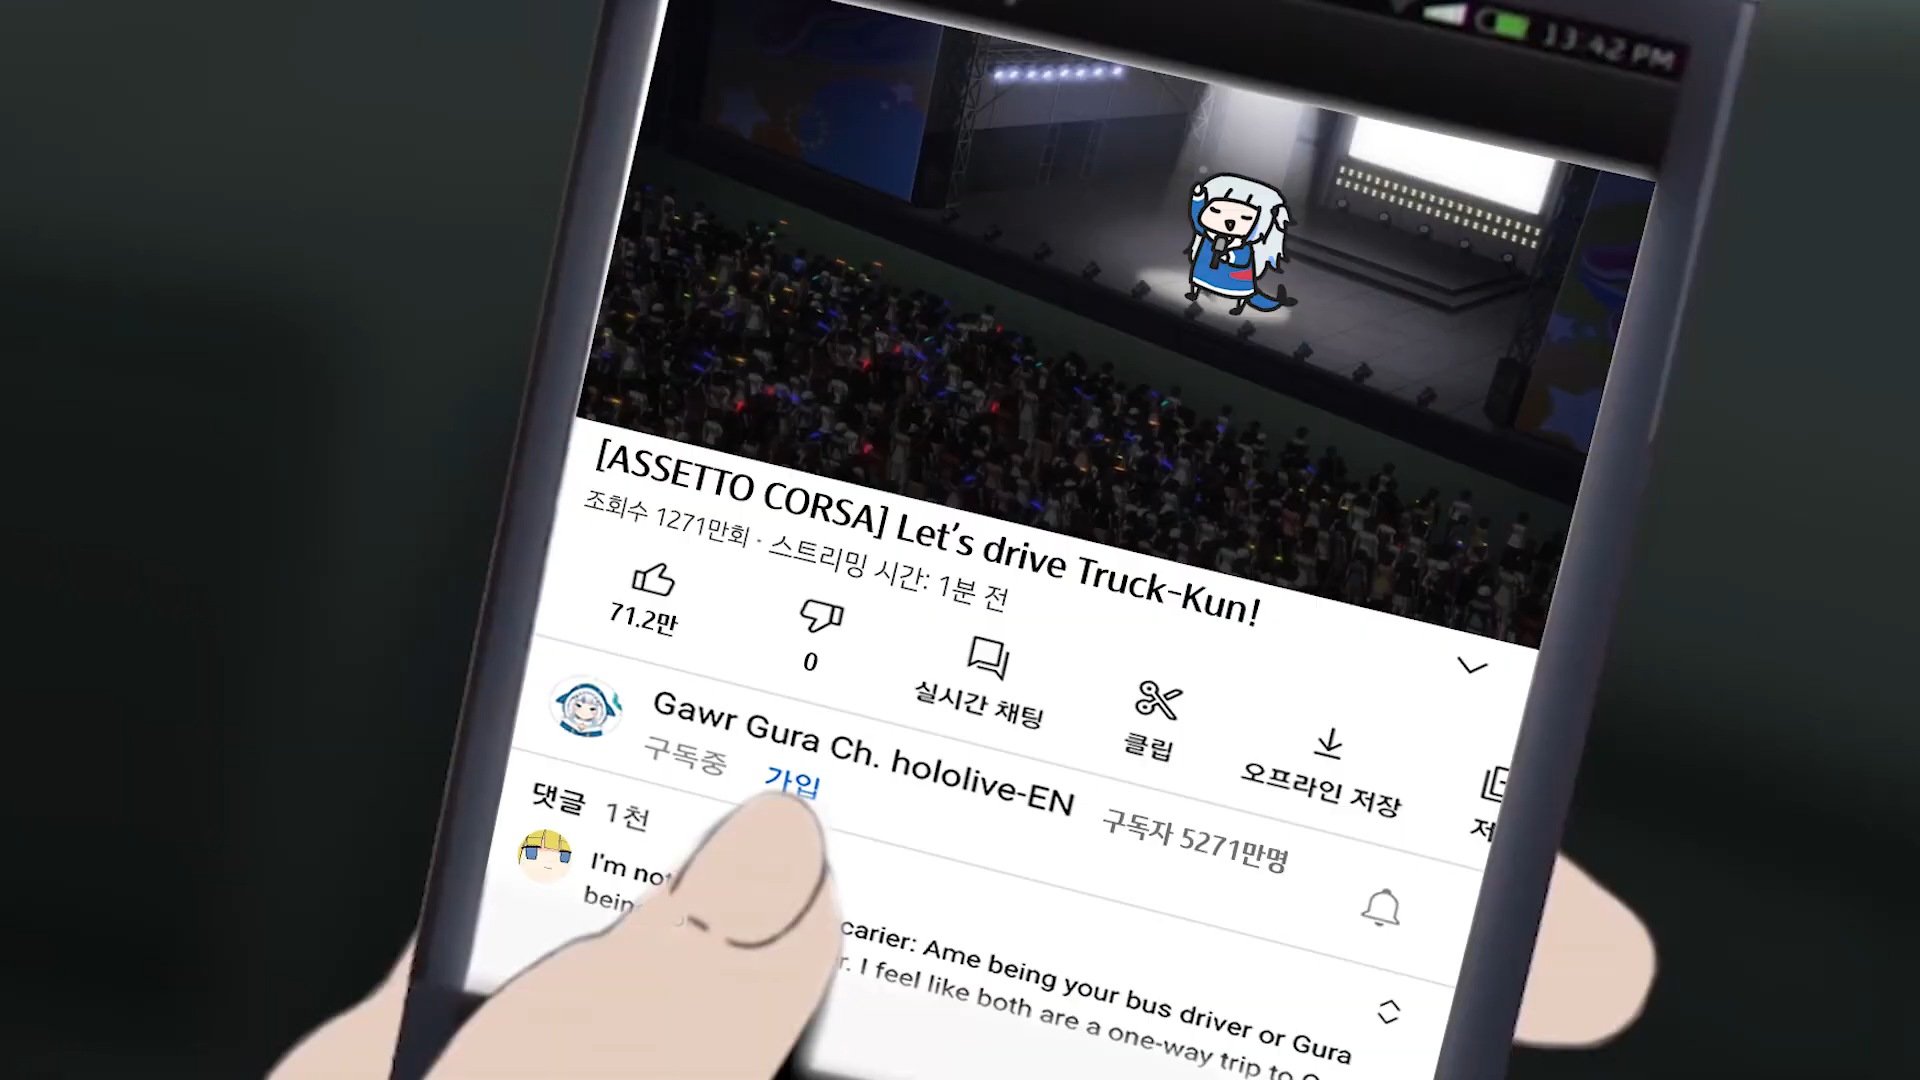 13:42 PM
[ASSETTO CORSA] Let's drive Truck-Kun!
조회수 1271만회 · 스트리밍 시간: 1분 전
71.2만
0
실시간 채팅
클립
오프라인 저장
저
Gawr Gura Ch. hololive-EN
구독중 가입
구독자 5271만명
댓글 1천
I'm carier: Ame being your bus driver or Gura
I feel like both are a one-way trip to